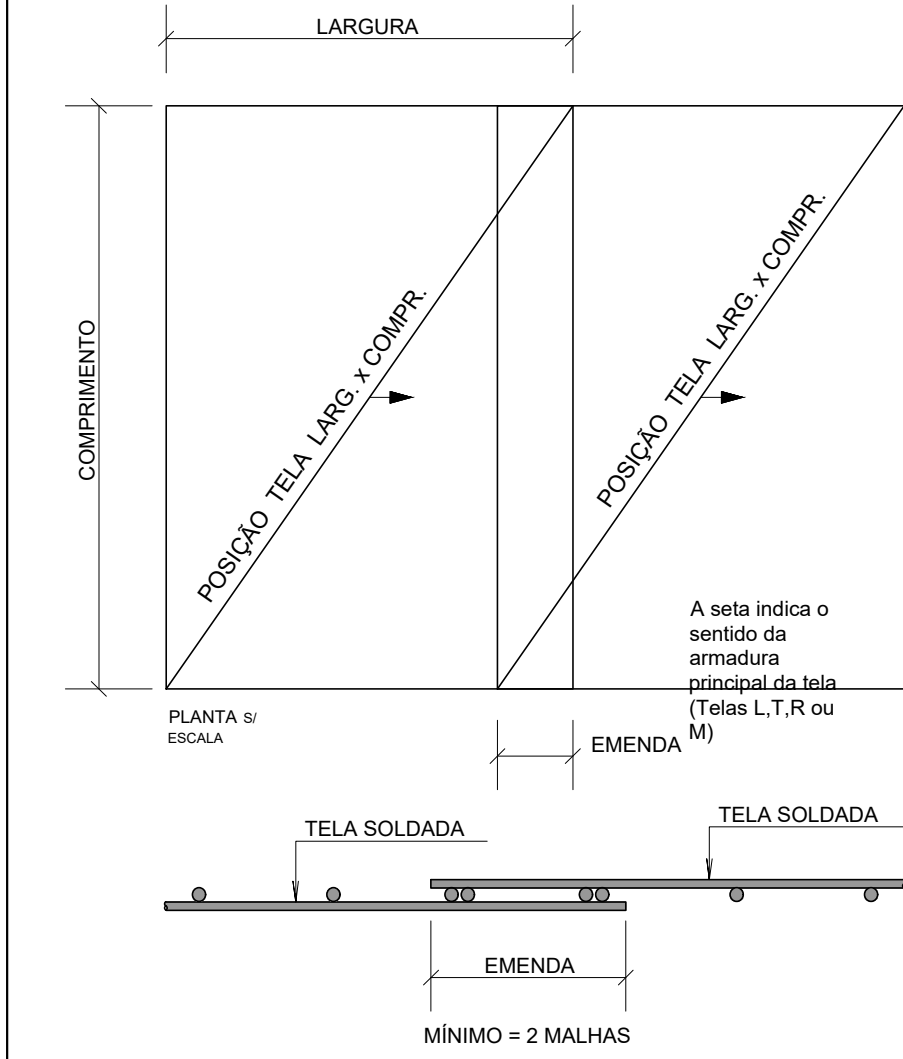 LARGURA
COMPRIMENTO
POSIÇÃO TELA LARG. x COMPR.
POSIÇÃO TELA LARG. x COMPR.
A seta indica o
sentido da
armadura
principal da tela
(Telas L,T,R ou
M)
PLANTA S/
ESCALA
EMENDA
TELA SOLDADA
TELA SOLDADA
EMENDA
MÍNIMO = 2 MALHAS